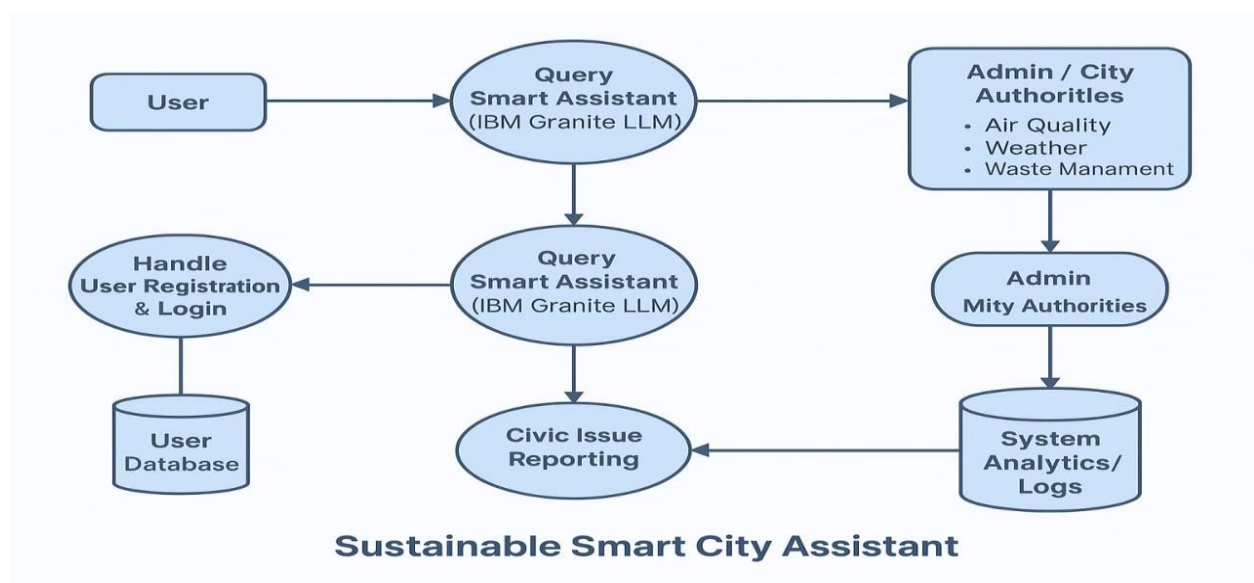 User
Query
Smart Assistant
(IBM Granite LLM)
Admin / City
Authoritles
• Air Quality
• Weather
• Waste Manament
Handle
User Registration
& Login
Query
Smart Assistant
(IBM Granite LLM)
Admin
Mity Authorities
User
Database
Civic Issue
Reporting
System
Analytics/
Logs
Sustainable Smart City Assistant